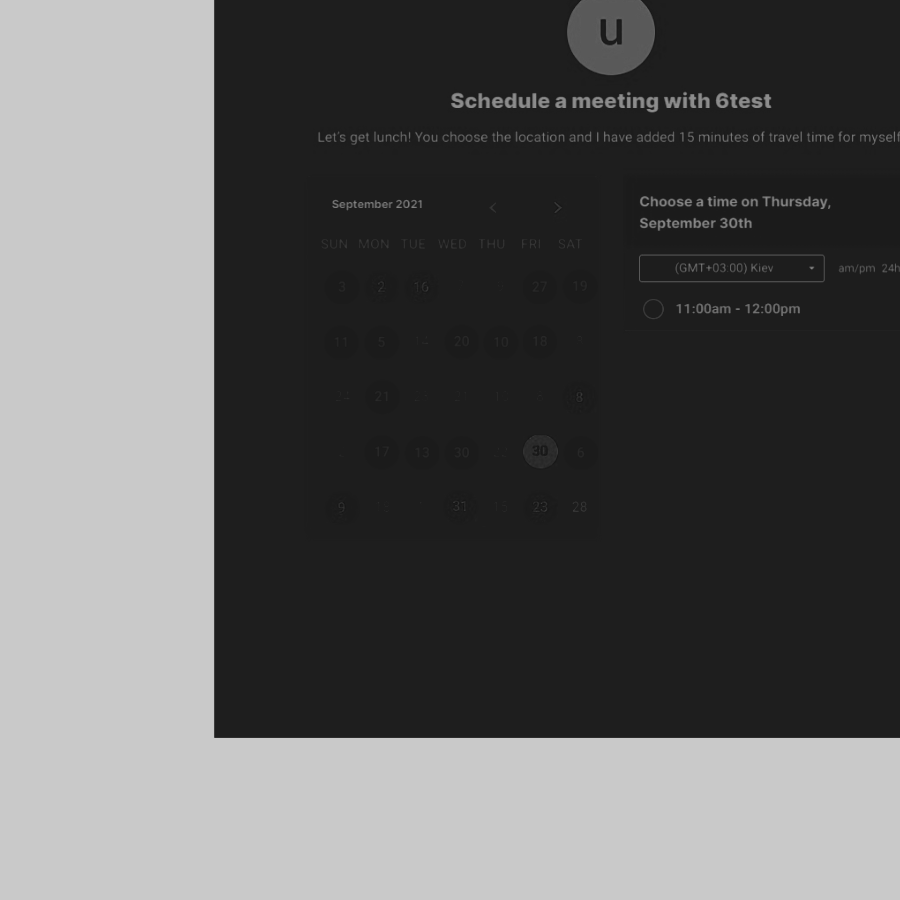 u
Schedule a meeting with 6test
Let's get lunch! You choose the location and I have added 15 minutes of travel time for myself
September 2021 < >
SUN MON TUE WED THU FRI SAT
3 2 16 27 19
11 5 14 20 10 18
21 8
17 13 30 30 6
9 31 15 23 28
Choose a time on Thursday,
September 30th
(GMT+03:00) Kiev am/pm 24h
11:00am - 12:00pm